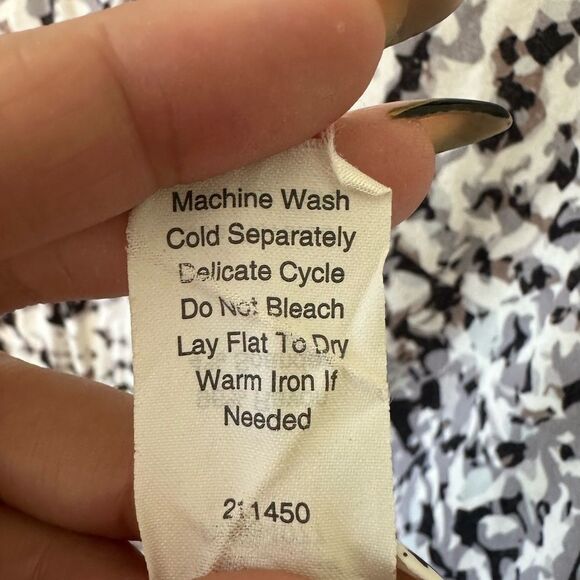 Machine Wash
Cold Separately
Delicate Cycle
Do Not Bleach
Lay Flat To Dry
Warm Iron If
Needed
211450